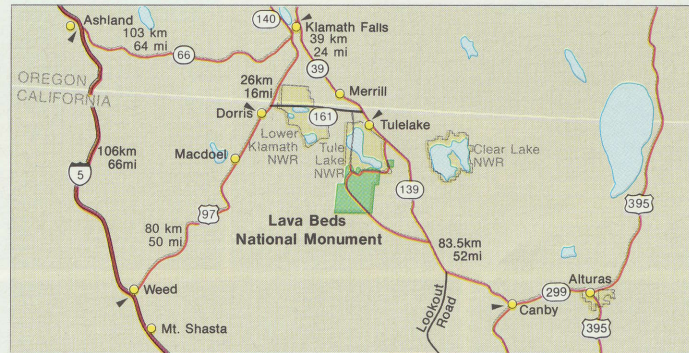 Ashland
140
Klamath Falls
103 km
64 mi
39 km
24 mi
66
39
OREGON
CALIFORNIA
26km
16mi
Merrill
Dorris
161
Tulelake
Lower
Klamath
NWR
Tule
Lake
NWR
Clear Lake
NWR
106km
66mi
Macdoel
5
139
97
395
80 km
50 mi
Lava Beds
National Monument
83.5km
52mi
Weed
Lookout
Road
299
Alturas
Canby
Mt. Shasta
395